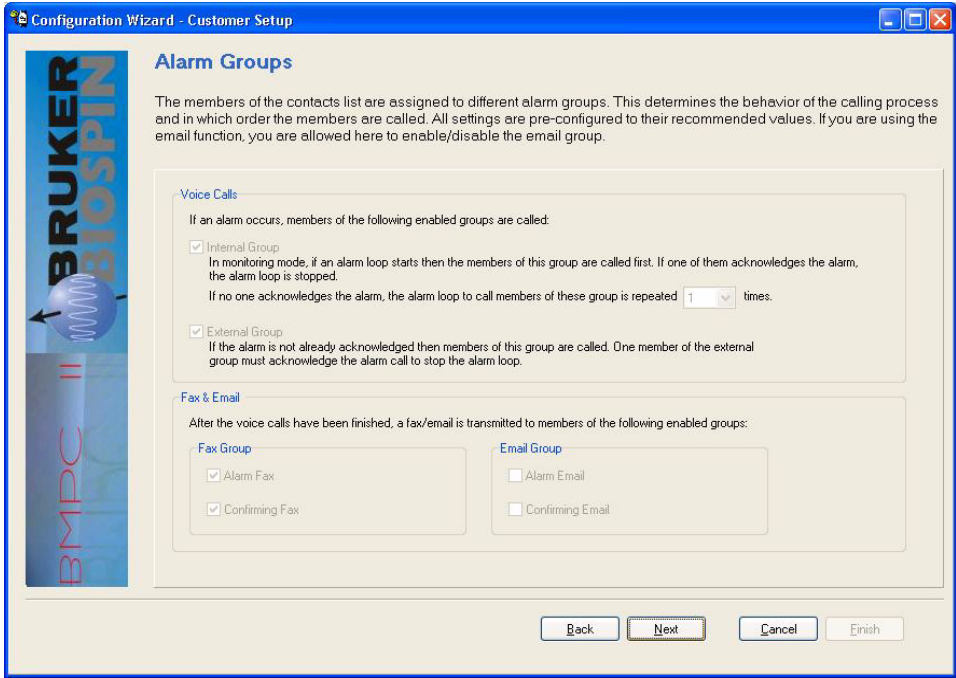 Configuration Wizard - Customer Setup
BRUKER
BIOSPIN
BMPC II
Alarm Groups
The members of the contacts list are assigned to different alarm groups. This determines the behavior of the calling process
and in which order the members are called. All settings are pre-configured to their recommended values. If you are using the
email function, you are allowed here to enable/disable the email group.
Voice Calls
If an alarm occurs, members of the following enabled groups are called:
Internal Group
In monitoring mode, if an alarm loop starts then the members of this group are called first. If one of them acknowledges the alarm,
the alarm loop is stopped.
If no one acknowledges the alarm, the alarm loop to call members of these group is repeated 1 times.
External Group
If the alarm is not already acknowledged then members of this group are called. One member of the external
group must acknowledge the alarm call to stop the alarm loop.
Fax & Email
After the voice calls have been finished, a fax/email is transmitted to members of the following enabled groups:
Fax Group
Alarm Fax
Confirming Fax
Email Group
Alarm Email
Confirming Email
Back Next Cancel Finish